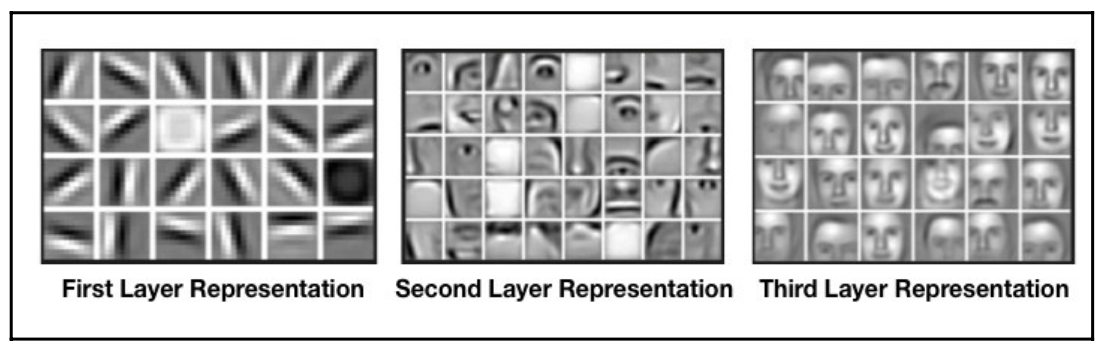 First Layer Representation
Second Layer Representation
Third Layer Representation